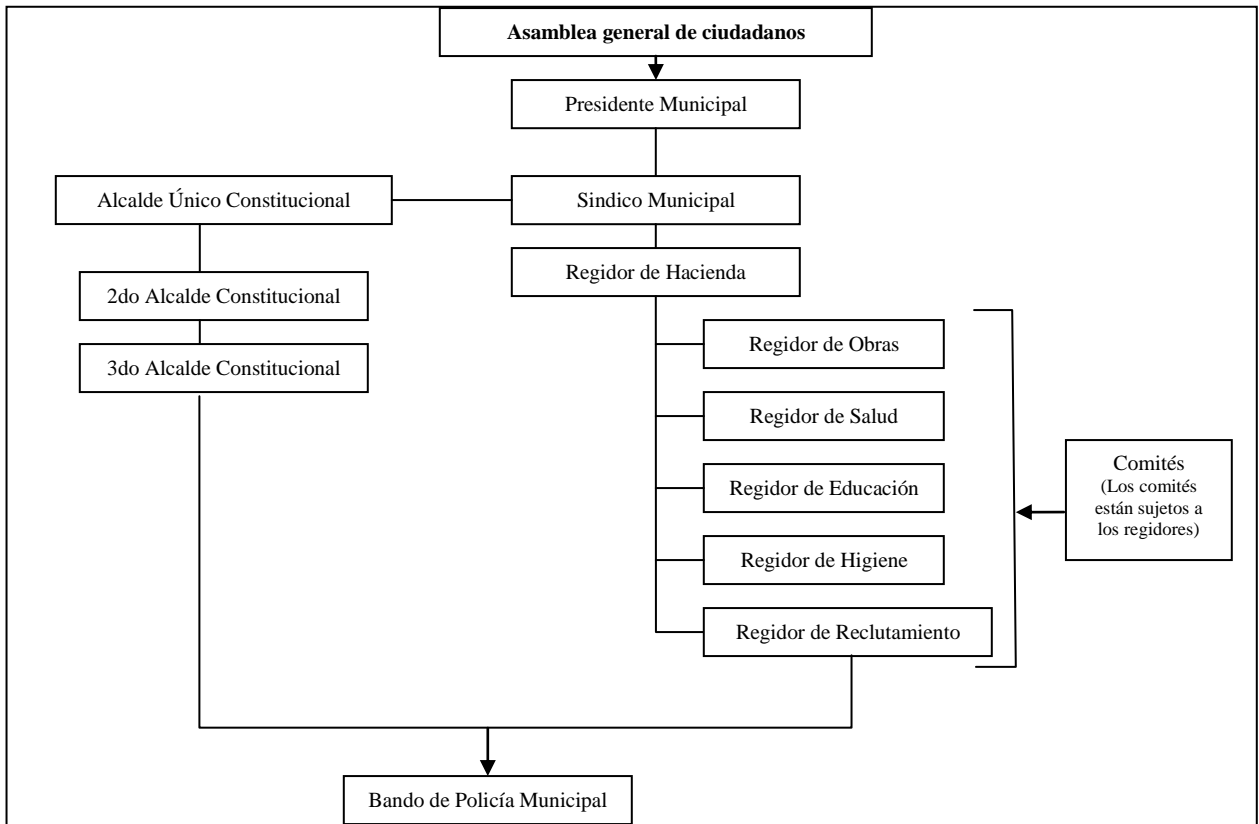 Asamblea general de ciudadanos
Presidente Municipal
Alcalde Único Constitucional
Sindico Municipal
Regidor de Hacienda
2do Alcalde Constitucional
3do Alcalde Constitucional
Regidor de Obras
Regidor de Salud
Regidor de Educación
Regidor de Higiene
Regidor de Reclutamiento
Comités
(Los comités
están sujetos a
los regidores)
Bando de Policía Municipal